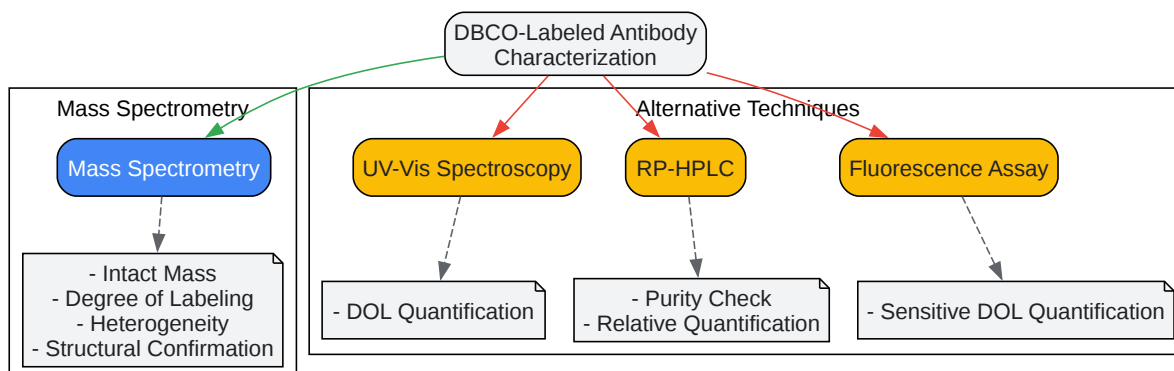 DBCO-Labeled Antibody
Characterization
Mass Spectrometry
Alternative Techniques
Mass Spectrometry
UV-Vis Spectroscopy
RP-HPLC
Fluorescence Assay
- Intact Mass
- Degree of Labeling
- Heterogeneity
- Structural Confirmation
- DOL Quantification
- Purity Check
- Relative Quantification
- Sensitive DOL Quantification